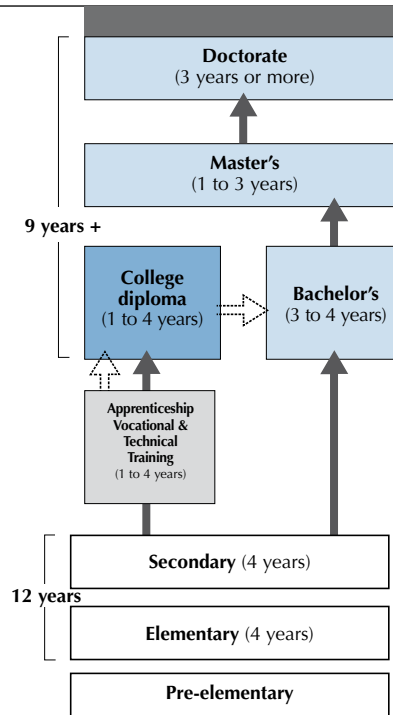 Doctorate
(3 years or more)
Master's
(1 to 3 years)
9 years +
College
diploma
(1 to 4 years)
Bachelor's
(3 to 4 years)
Apprenticeship
Vocational &
Technical
Training
(1 to 4 years)
Secondary (4 years)
12 years
Elementary (4 years)
Pre-elementary